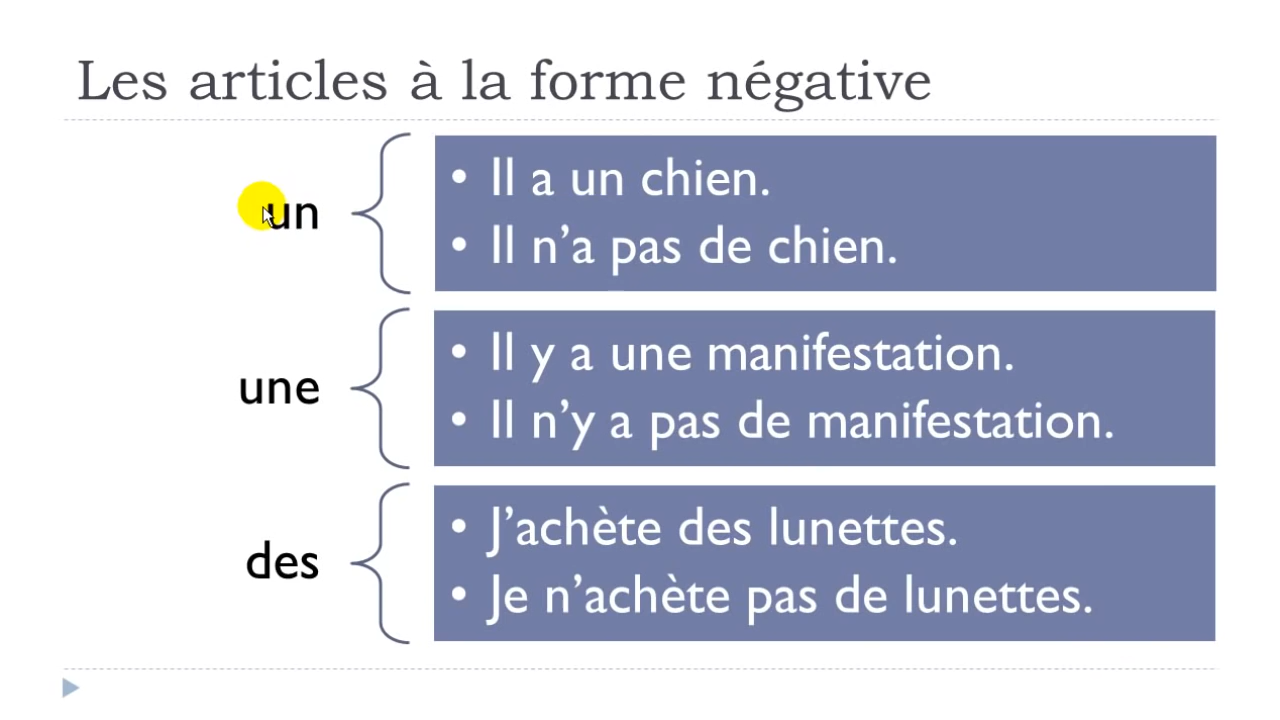 Les articles à la forme négative
un
• Il a un chien.
• Il n’a pas de chien.
une
• Il y a une manifestation.
• Il n’y a pas de manifestation.
des
• J’achète des lunettes.
• Je n’achète pas de lunettes.